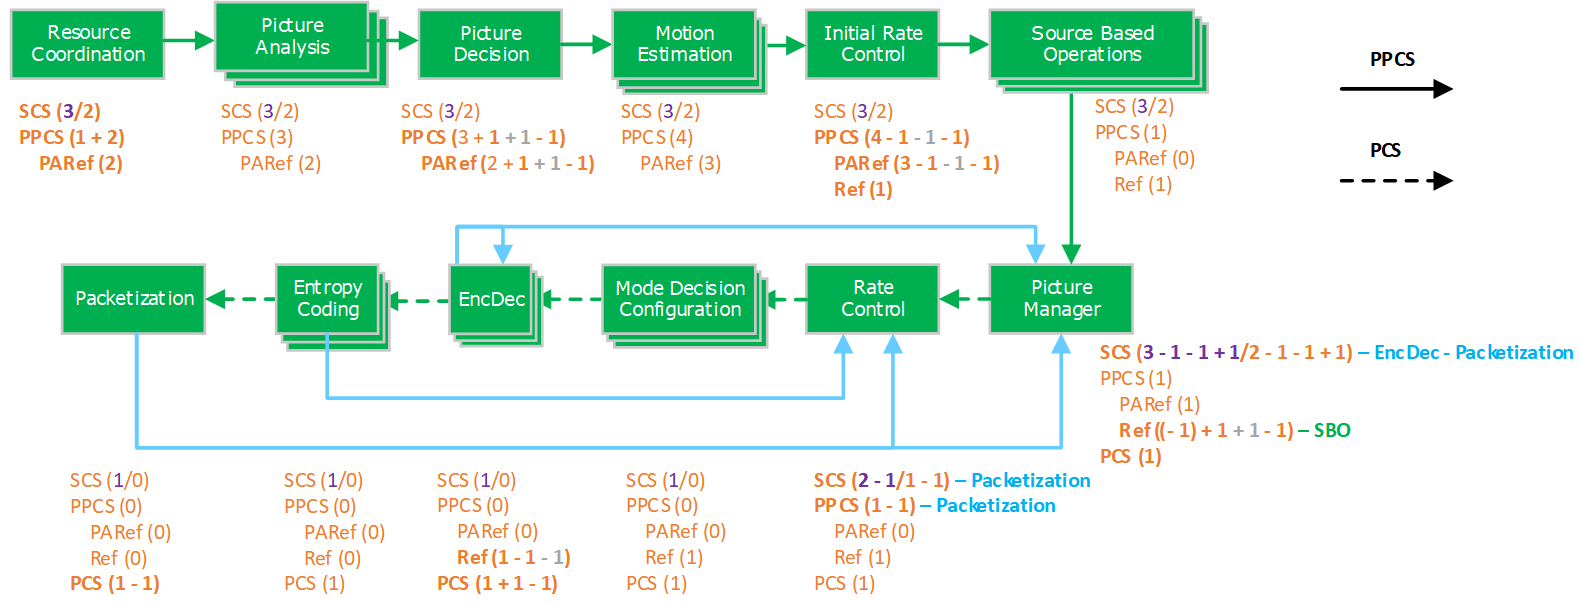 Resource
Coordination
Picture
Analysis
Picture
Decision
Motion
Estimation
Initial Rate
Control
Source Based
Operations
PPCS
PCS
SCS (3/2)
PPCS (1 + 2)
PARef (2)
SCS (3/2)
PPCS (3)
PARef (2)
SCS (3/2)
PPCS (3 + 1 + 1 - 1)
PARef (2 + 1 + 1 - 1)
SCS (3/2)
PPCS (4)
PARef (3)
SCS (3/2)
PPCS (4 - 1 - 1 - 1)
PARef (3 - 1 - 1 - 1)
Ref (1)
SCS (3/2)
PPCS (1)
PARef (0)
Ref (1)
Packetization
Entropy
Coding
EncDec
Mode Decision
Configuration
Rate
Control
Picture
Manager
SCS (3 - 1 - 1 + 1/2 - 1 - 1 + 1) – EncDec - Packetization
PPCS (1)
PARef (1)
Ref ((- 1) + 1 + 1 - 1) – SBO
PCS (1)
SCS (1/0)
PPCS (0)
PARef (0)
Ref (0)
PCS (1 - 1)
SCS (1/0)
PPCS (0)
PARef (0)
Ref (0)
PCS (1)
SCS (1/0)
PPCS (0)
PARef (0)
Ref (1 - 1 - 1)
PCS (1 + 1 - 1)
SCS (1/0)
PPCS (0)
PARef (0)
Ref (1)
PCS (1)
SCS (2 - 1/1 - 1) – Packetization
PPCS (1 - 1) – Packetization
PARef (0)
Ref (1)
PCS (1)